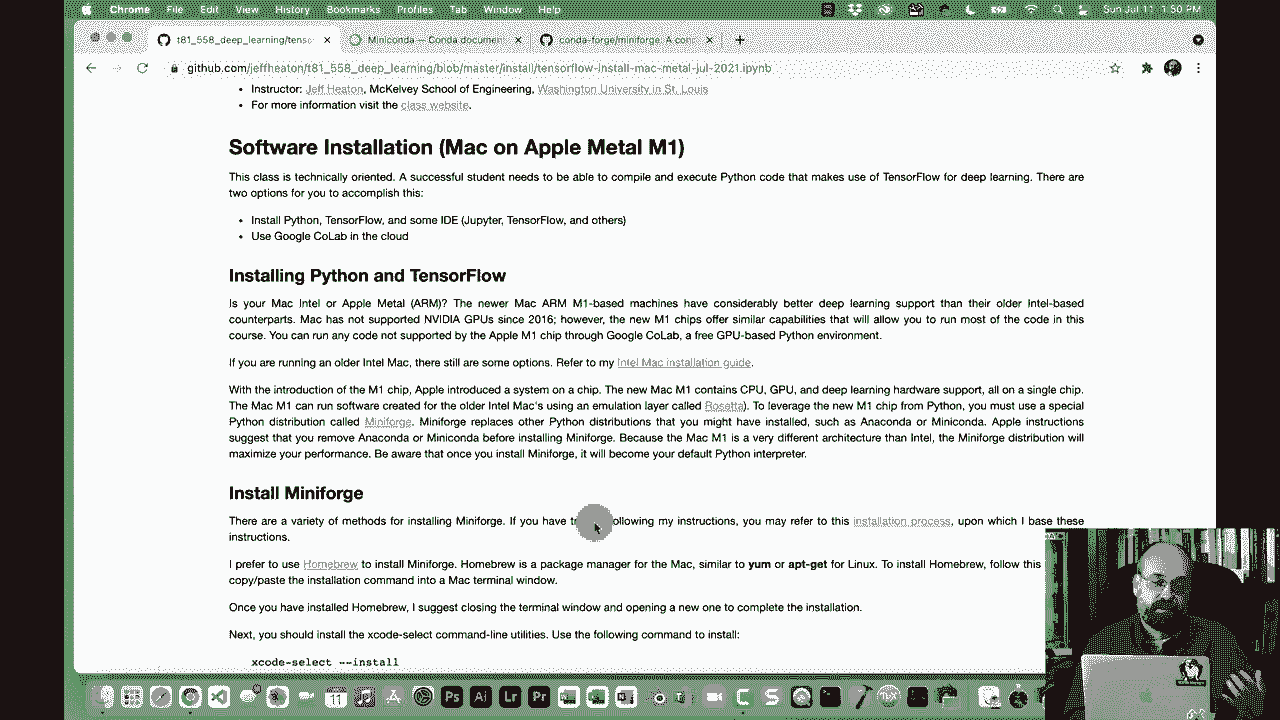 Chrome File Edit View History Bookmarks Profiles Tab Window Help
Sun Jul 11 1:50 PM
t81_558_deep_learning/tenso
Miniconda — Conda documen
conda-forge/miniforge: A con
github.com/jeffheaton/t81_558_deep_learning/blob/master/install/tensorflow-install-mac-metal-jul-2021.ipynb
• Instructor: Jeff Heaton, McKelvey School of Engineering, Washington University in St. Louis
• For more information visit the class website.
Software Installation (Mac on Apple Metal M1)
This class is technically oriented. A successful student needs to be able to compile and execute Python code that makes use of TensorFlow for deep learning. There are
two options for you to accomplish this:
• Install Python, TensorFlow, and some IDE (Jupyter, TensorFlow, and others)
• Use Google CoLab in the cloud
Installing Python and TensorFlow
Is your Mac Intel or Apple Metal (ARM)? The newer Mac ARM M1-based machines have considerably better deep learning support than their older Intel-based
counterparts. Mac has not supported NVIDIA GPUs since 2016; however, the new M1 chips offer similar capabilities that will allow you to run most of the code in this
course. You can run any code not supported by the Apple M1 chip through Google CoLab, a free GPU-based Python environment.
If you are running an older Intel Mac, there still are some options. Refer to my Intel Mac installation guide.
With the introduction of the M1 chip, Apple introduced a system on a chip. The new Mac M1 contains CPU, GPU, and deep learning hardware support, all on a single chip.
The Mac M1 can run software created for the older Intel Mac's using an emulation layer called Rosetta). To leverage the new M1 chip from Python, you must use a special
Python distribution called Miniforge. Miniforge replaces other Python distributions that you might have installed, such as Anaconda or Miniconda. Apple instructions
suggest that you remove Anaconda or Miniconda before installing Miniforge. Because the Mac M1 is a very different architecture than Intel, the Miniforge distribution will
maximize your performance. Be aware that once you install Miniforge, it will become your default Python interpreter.
Install Miniforge
There are a variety of methods for installing Miniforge. If you have ollowing my instructions, you may refer to this installation process, upon which I base these
instructions.
I prefer to use Homebrew to install Miniforge. Homebrew is a package manager for the Mac, similar to yum or apt-get for Linux. To install Homebrew, follow this
copy/paste the installation command into a Mac terminal window.
Once you have installed Homebrew, I suggest closing the terminal window and opening a new one to complete the installation.
Next, you should install the xcode-select command-line utilities. Use the following command to install:
xcode-select --install
11 Ps Ai Lr Pr